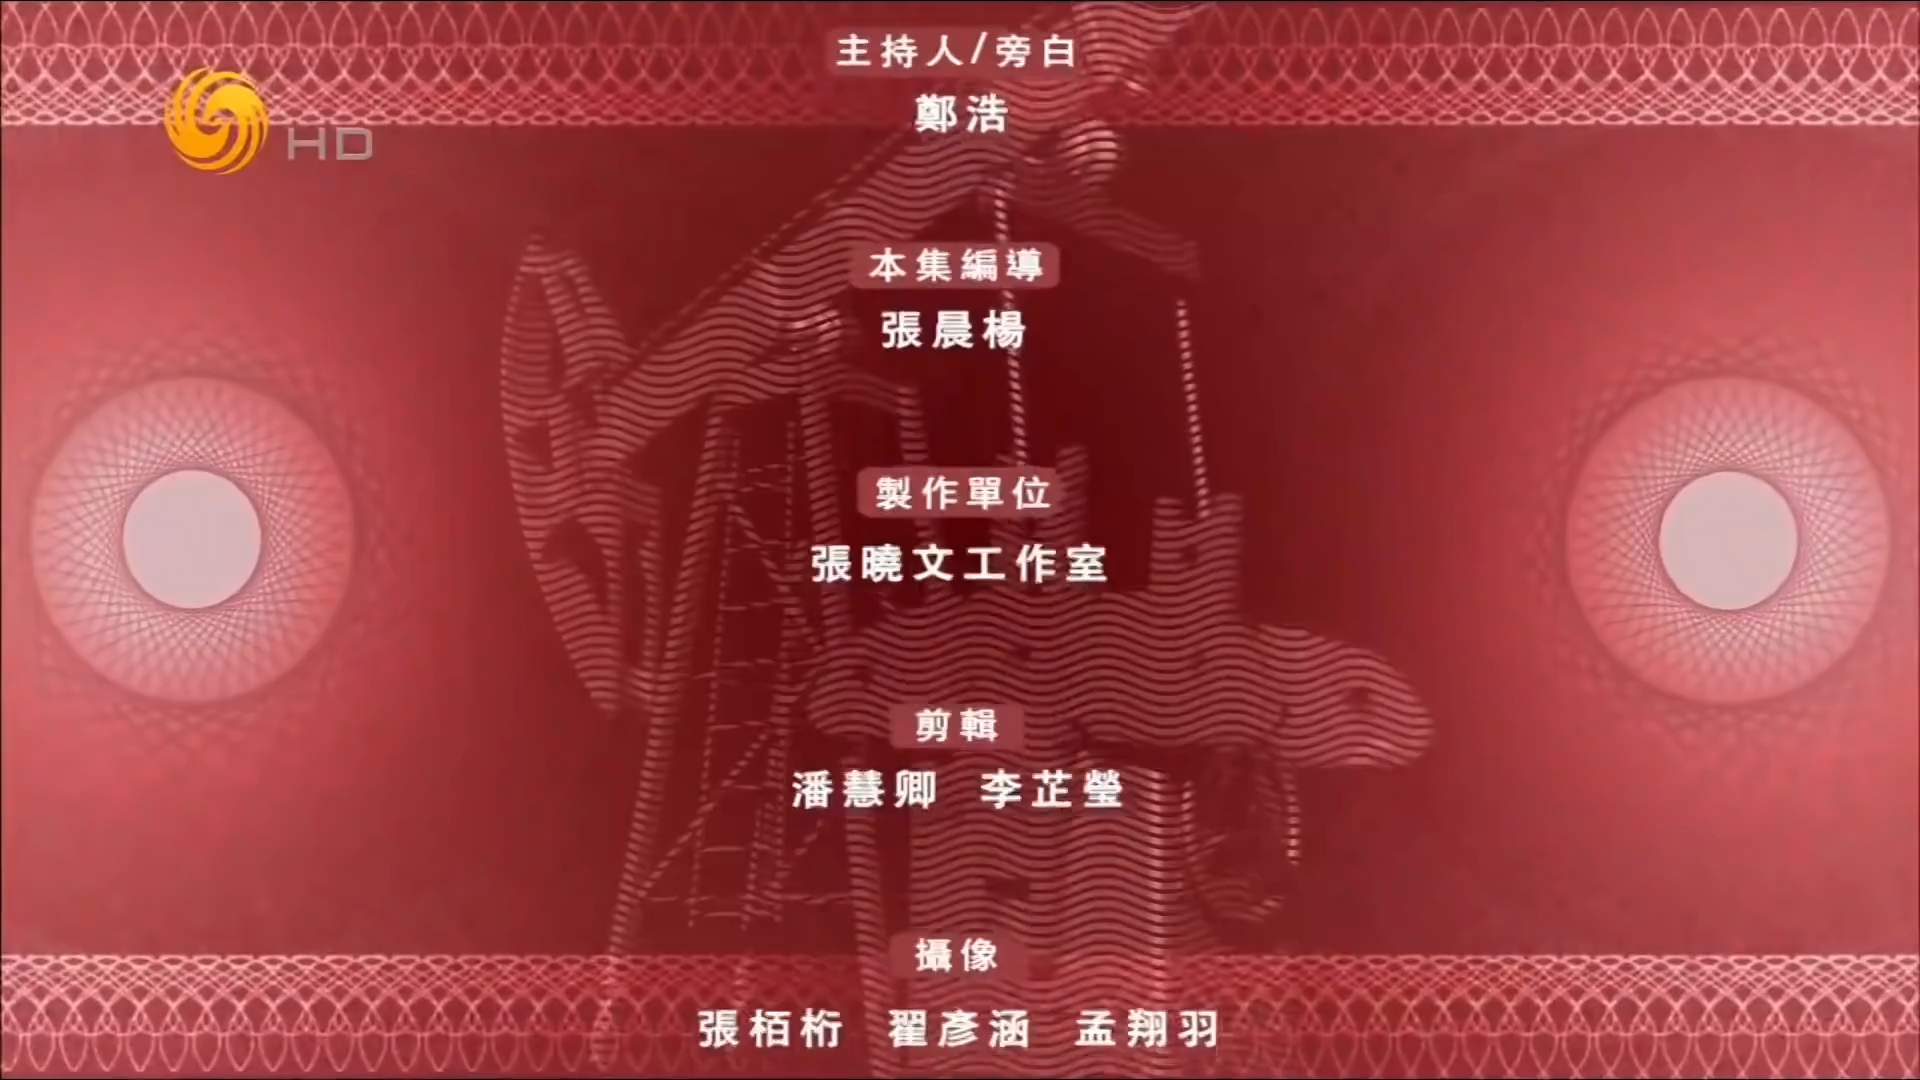 主持人/旁白
鄭浩
HD
本集編導
張晨楊
製作單位
張曉文工作室
剪輯
潘慧卿 李芷瑩
攝像
張栢桁 翟彥涵 孟翔羽